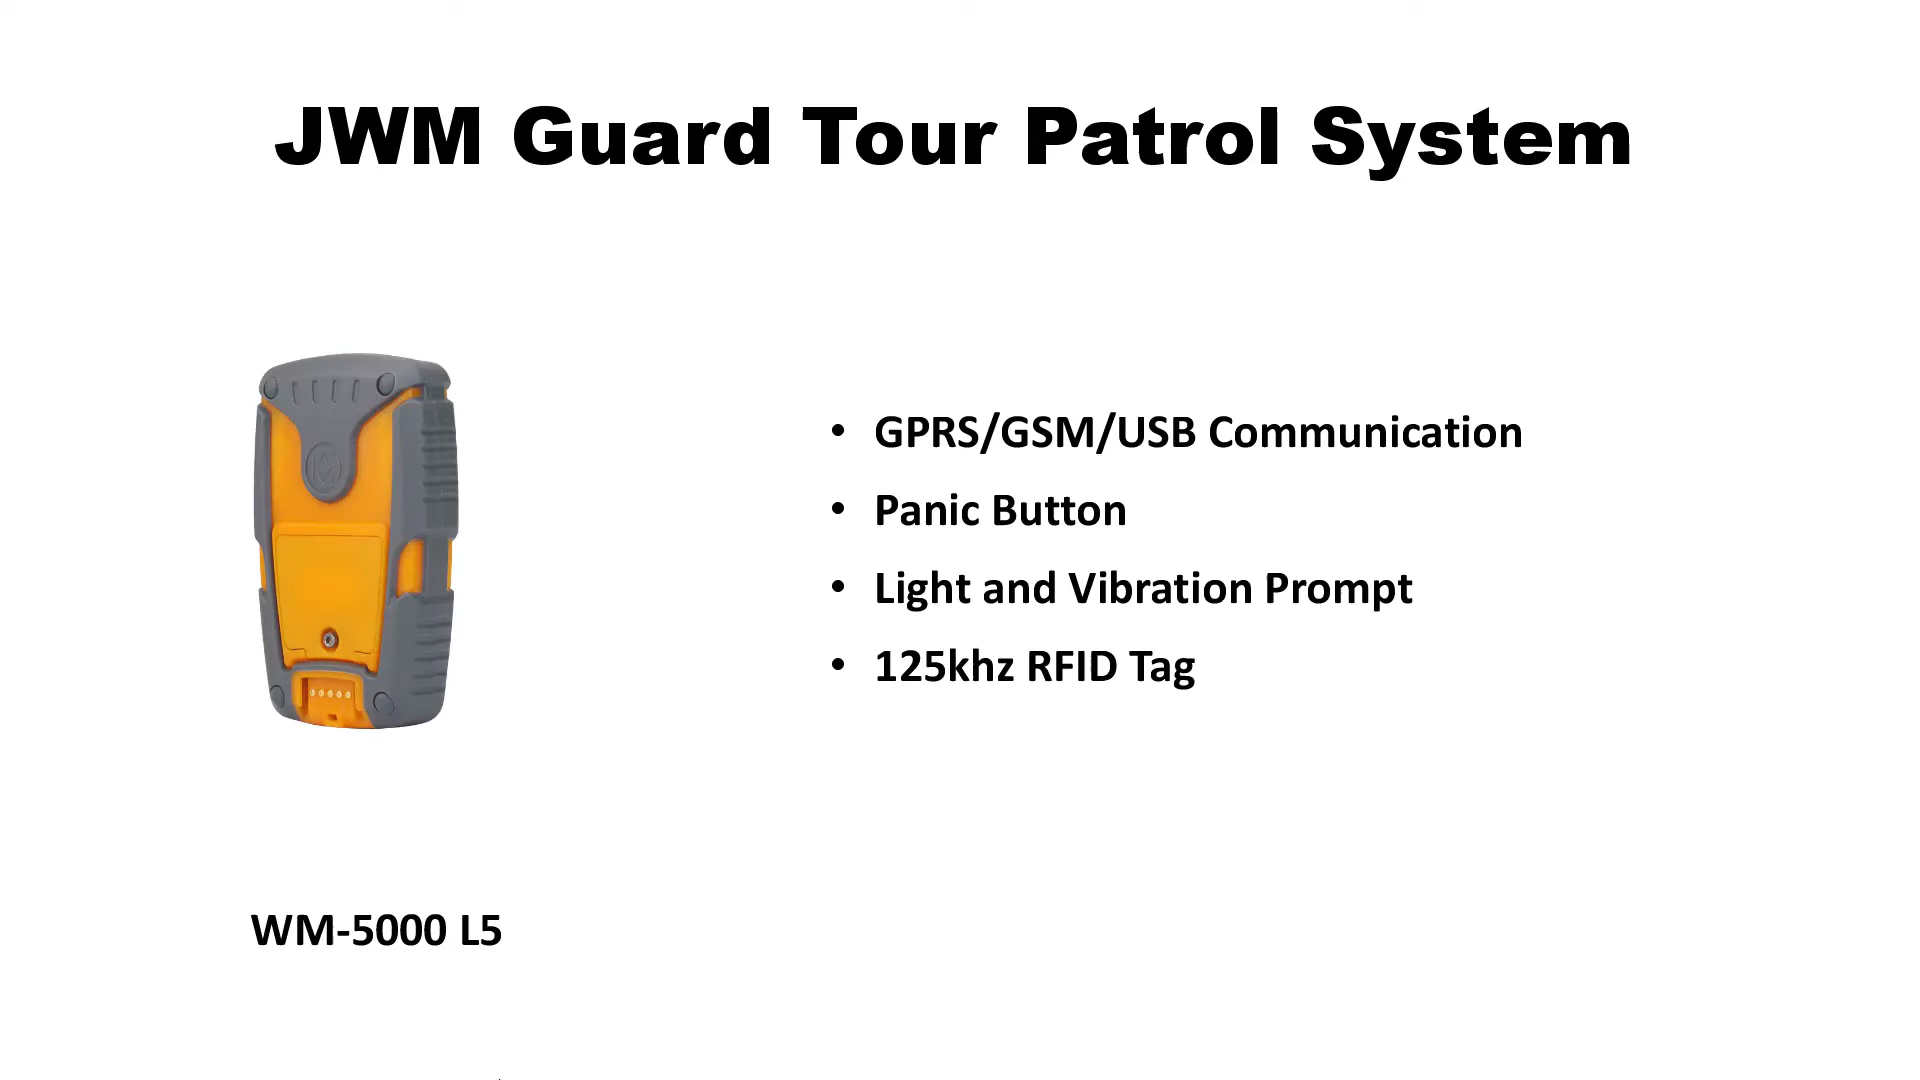 JWM Guard Tour Patrol System
• GPRS/GSM/USB Communication
• Panic Button
• Light and Vibration Prompt
• 125khz RFID Tag
WM-5000 L5